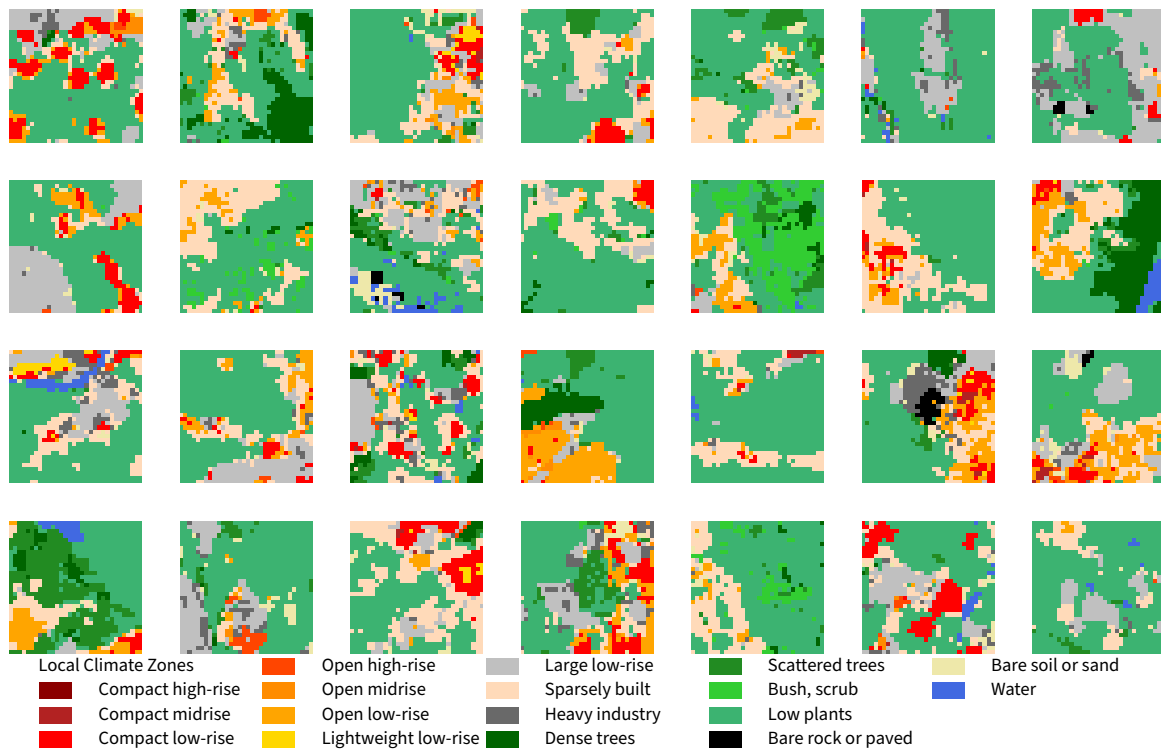 Local Climate Zones
Compact high-rise
Compact midrise
Compact low-rise
Open high-rise
Open midrise
Open low-rise
Lightweight low-rise
Large low-rise
Sparsely built
Heavy industry
Dense trees
Scattered trees
Bush, scrub
Low plants
Bare rock or paved
Bare soil or sand
Water